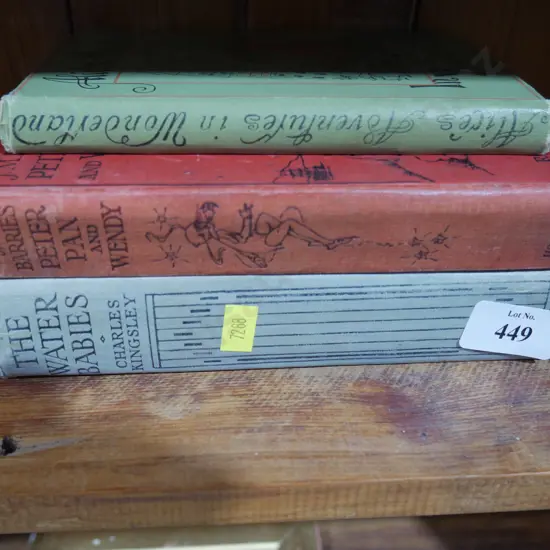 Alice's Adventures in Wonderland
BARRIE'S
PETER
PAN
AND
WENDY
THE
WATER
BABIES
CHARLES
KINGSLEY
7268
Lot No.
449